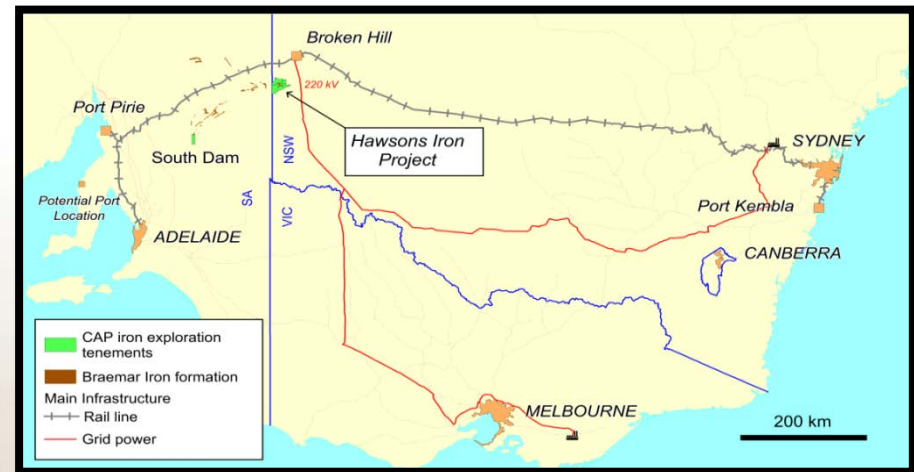 Broken Hill
220 kV
Port Pirie
Hawsons Iron
Project
SYDNEY
South Dam
NSW
Potential Port
Location
SA
VIC
Port Kembla
ADELAIDE
CANBERRA
CAP iron exploration
tenements
Braemar Iron formation
Main Infrastructure
Rail line
Grid power
MELBOURNE
200 km